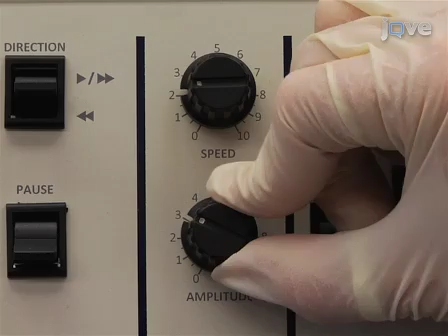 jove
DIRECTION
▶/▶▶
◀◀
5
4 6
3 7
2 8
1 9
0 10
SPEED
PAUSE
4
3
2
1
0
AMPLITUD